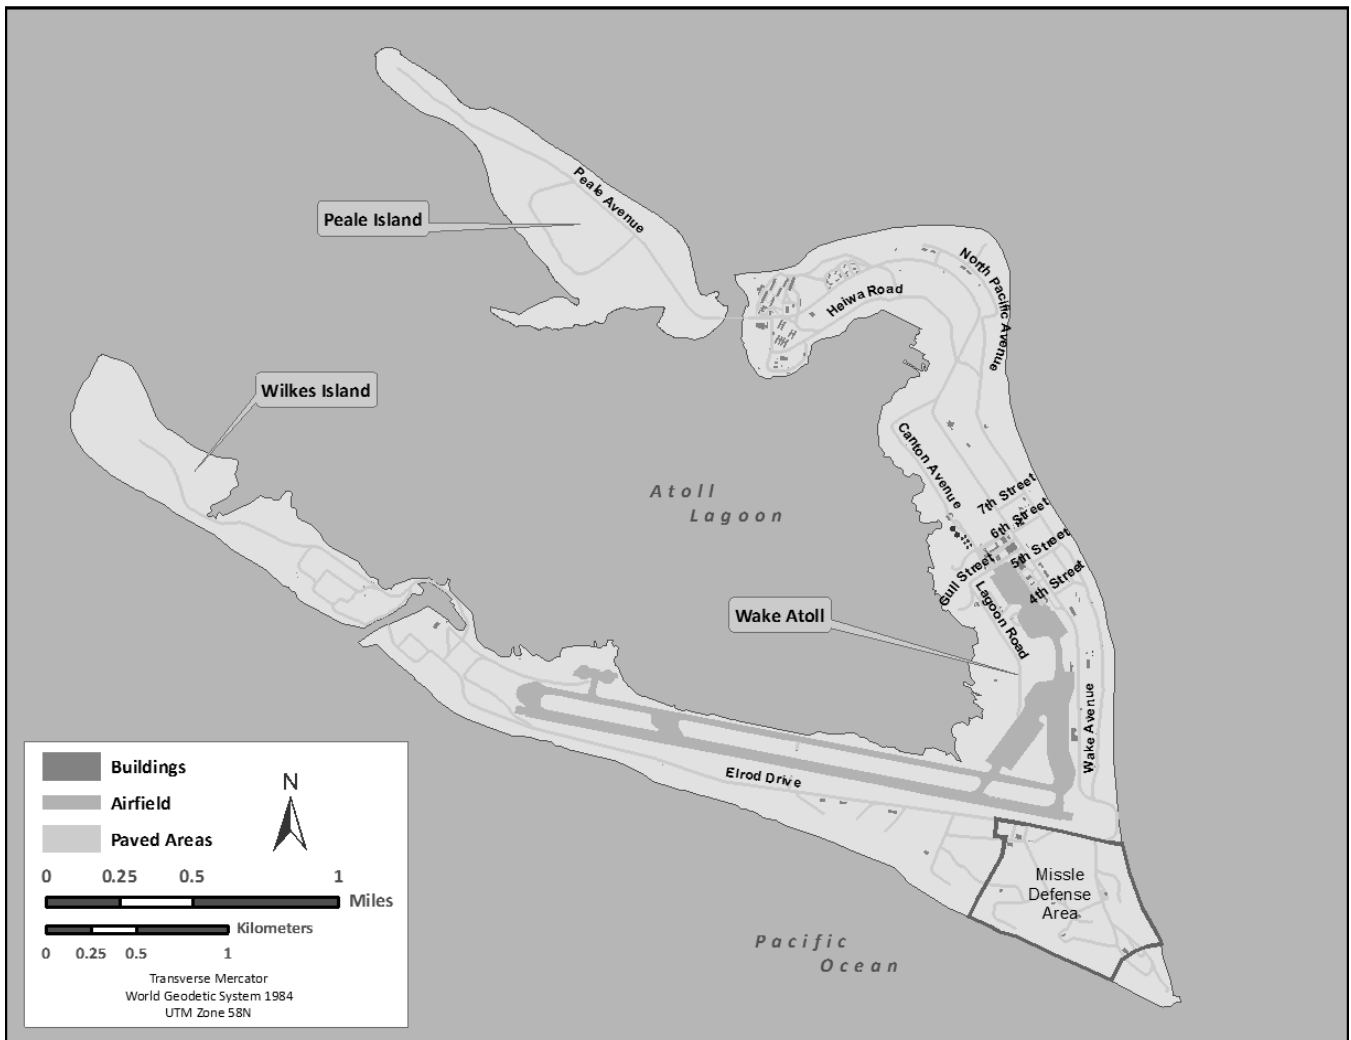 Peale Avenue
Peale Island
North Pacific Avenue
Heiwa Road
Wilkes Island
Canton Avenue
Atoll
Lagoon
7th Street
6th Street
5th Street
4th Street
Gull Street
Lagoon Road
Wake Atoll
Wake Avenue
Elrod Drive
Missle
Defense
Area
Pacific
Ocean
Buildings
Airfield
Paved Areas
N
0 0.25 0.5 1
Miles
Kilometers
0 0.25 0.5 1
Transverse Mercator
World Geodetic System 1984
UTM Zone 58N